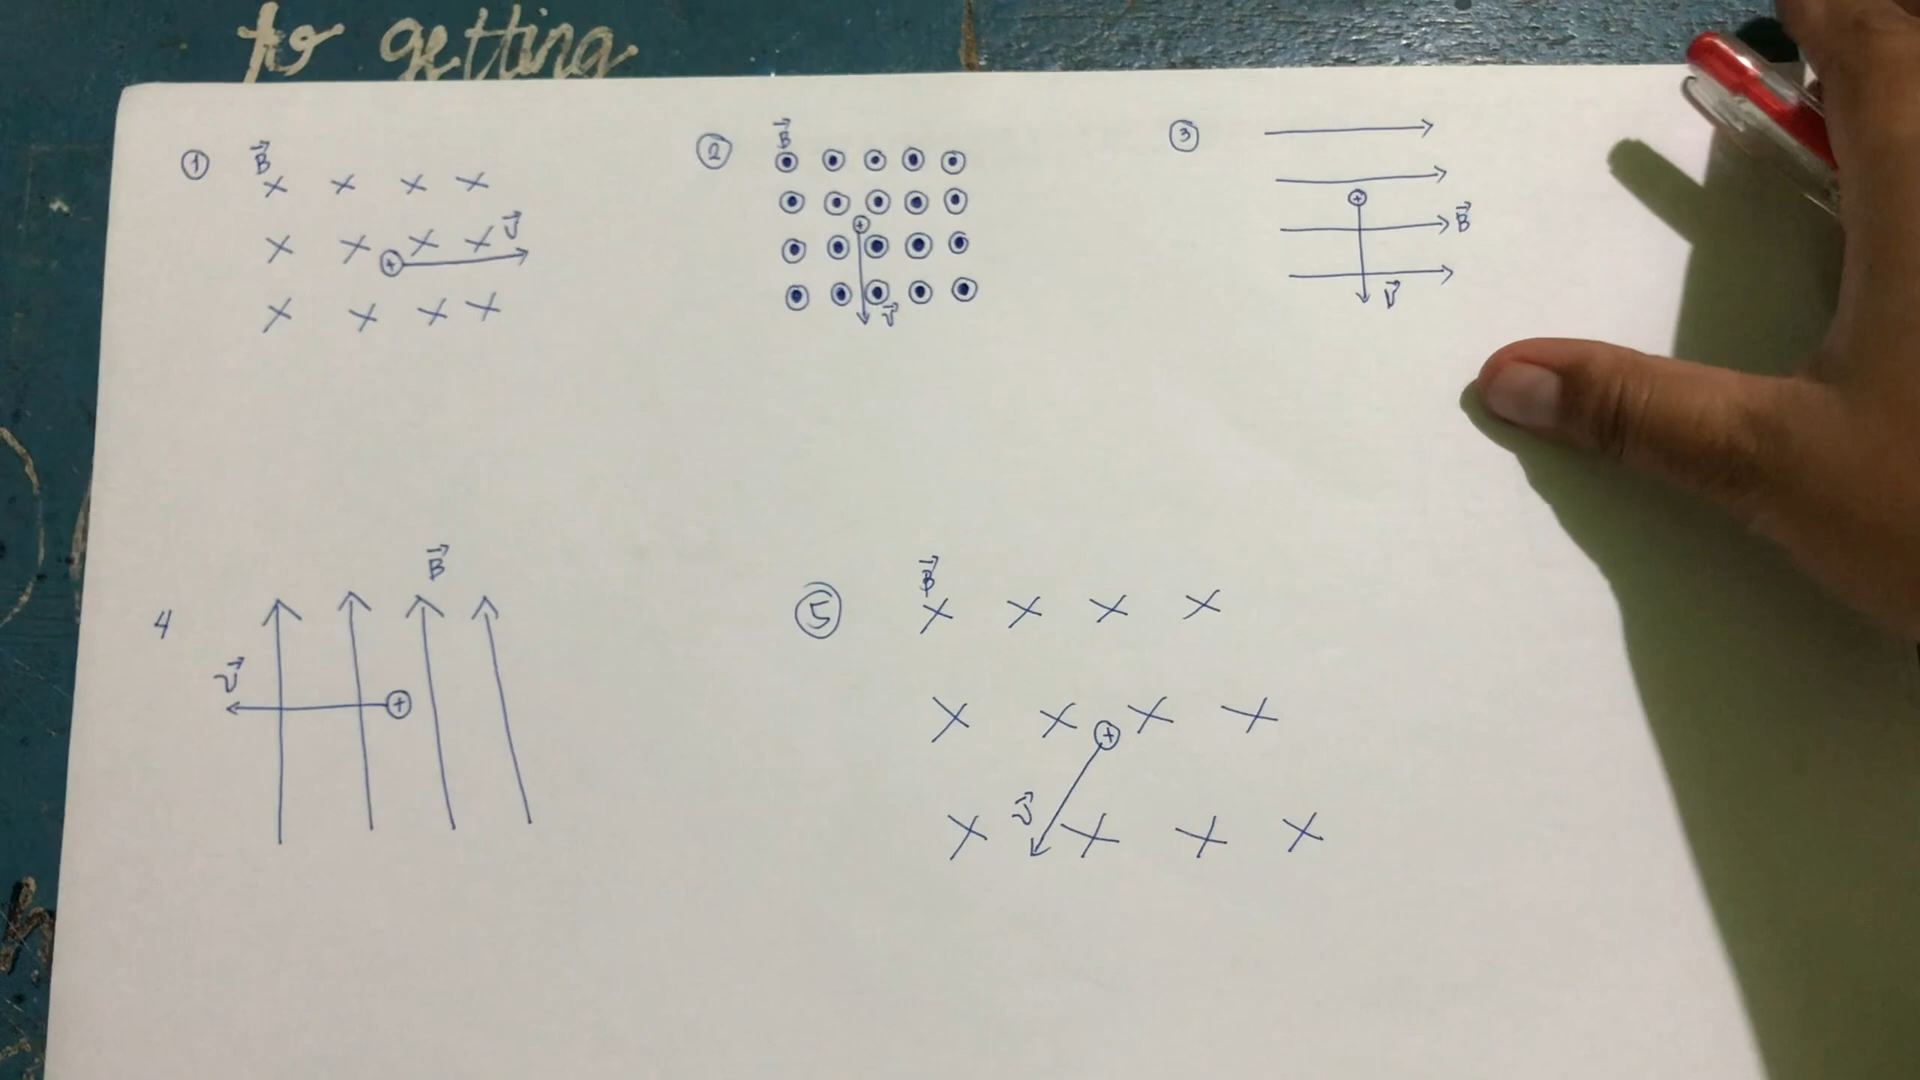 to getting
① B⃗
× × × ×
× × × × v⃗
⊕
× × × ×
② B⃗
⊙ ⊙ ⊙ ⊙ ⊙
⊙ ⊙ ⊙ ⊙ ⊙
⊕
⊙ ⊙ ⊙ ⊙ ⊙
⊙ ⊙ ⊙ ⊙ ⊙
v⃗
③
⊕
B⃗
v⃗
4 B⃗
v⃗ ⊕
⑤ B⃗
× × × ×
× × × ×
⊕
v⃗
× × × ×